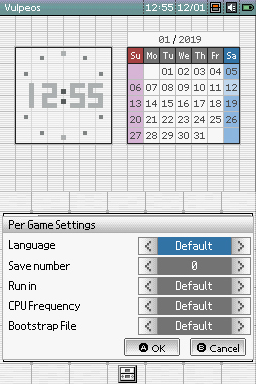 Vulpeos 12:55 12/01
12:55
01 / 2019
Su Mo Tu We Th Fr Sa
01 02 03 04 05
06 07 08 09 10 11 12
13 14 15 16 17 18 19
20 21 22 23 24 25 26
27 28 29 30 31
Per Game Settings
Language Default
Save number 0
Run in Default
CPU Frequency Default
Bootstrap File Default
A OK B Cancel